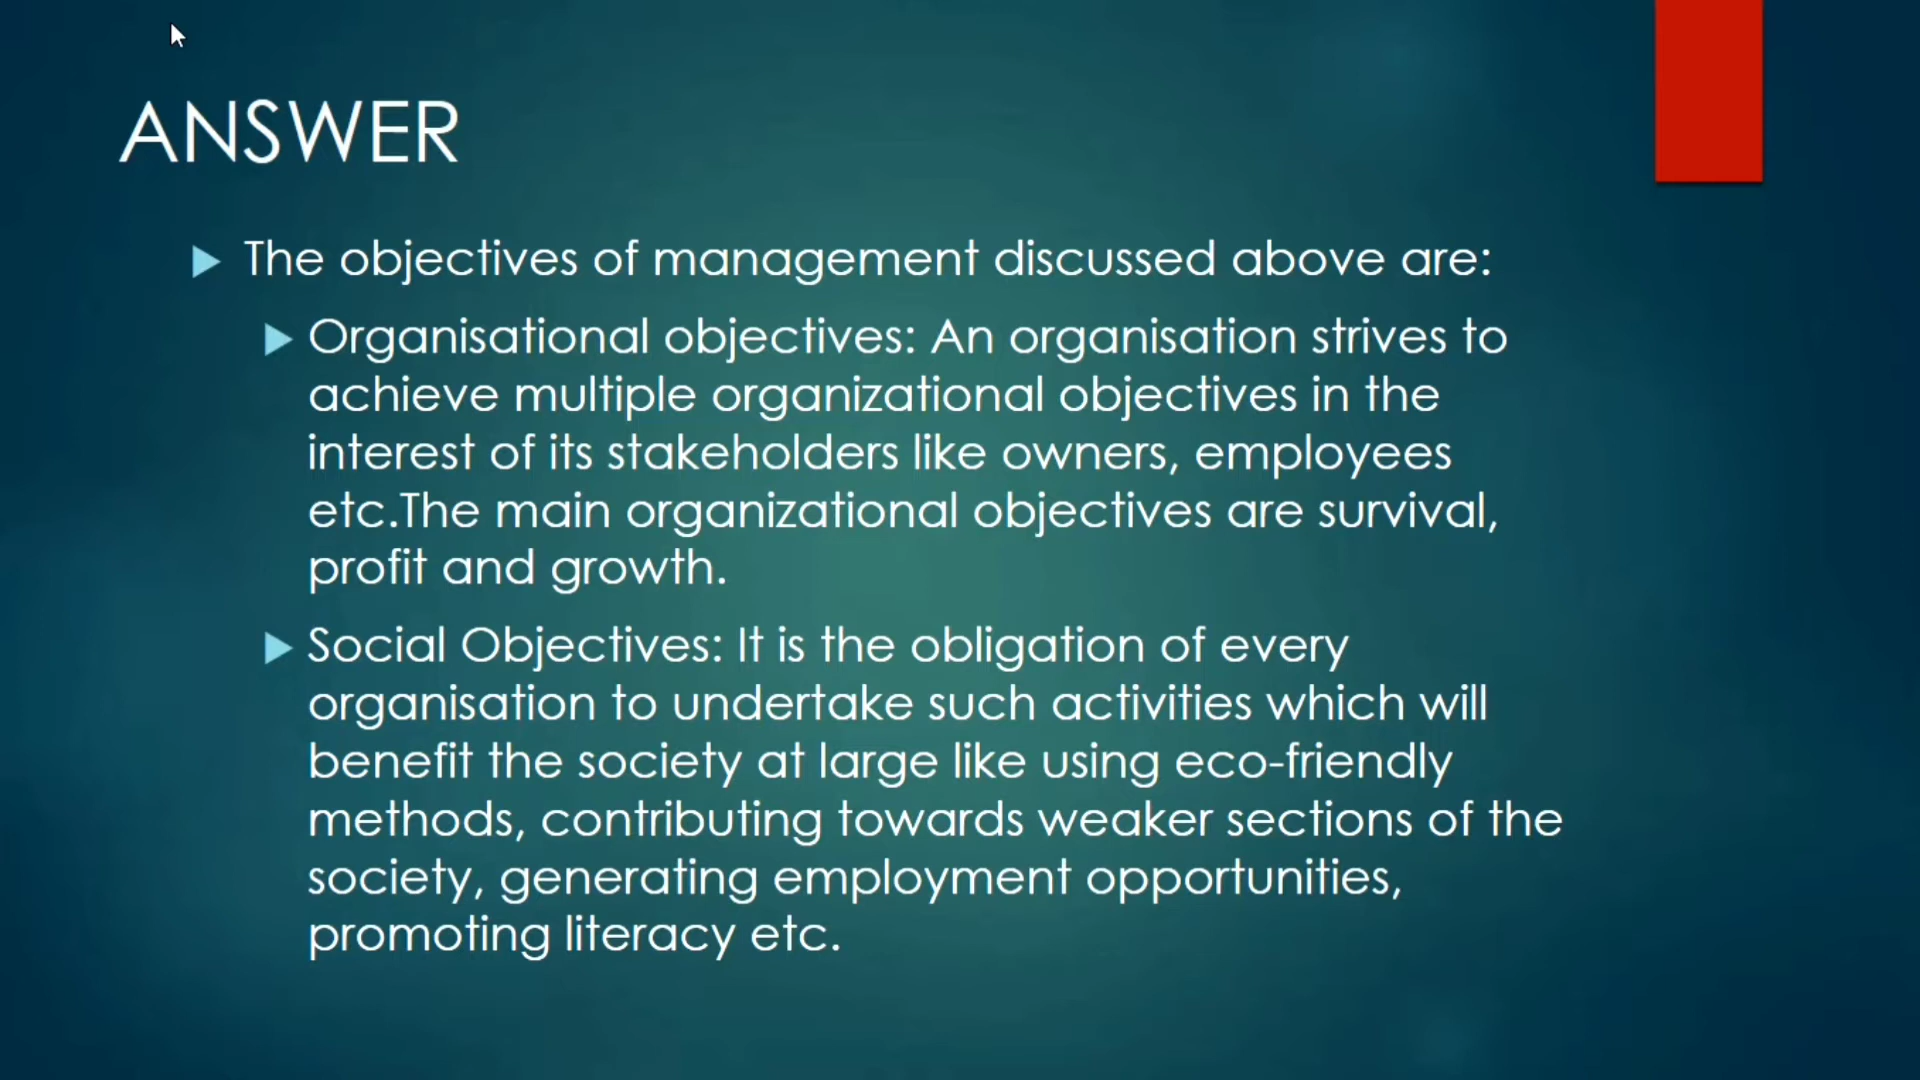 ANSWER
The objectives of management discussed above are:
Organisational objectives: An organisation strives to
achieve multiple organizational objectives in the
interest of its stakeholders like owners, employees
etc.The main organizational objectives are survival,
profit and growth.
Social Objectives: It is the obligation of every
organisation to undertake such activities which will
benefit the society at large like using eco-friendly
methods, contributing towards weaker sections of the
society, generating employment opportunities,
promoting literacy etc.